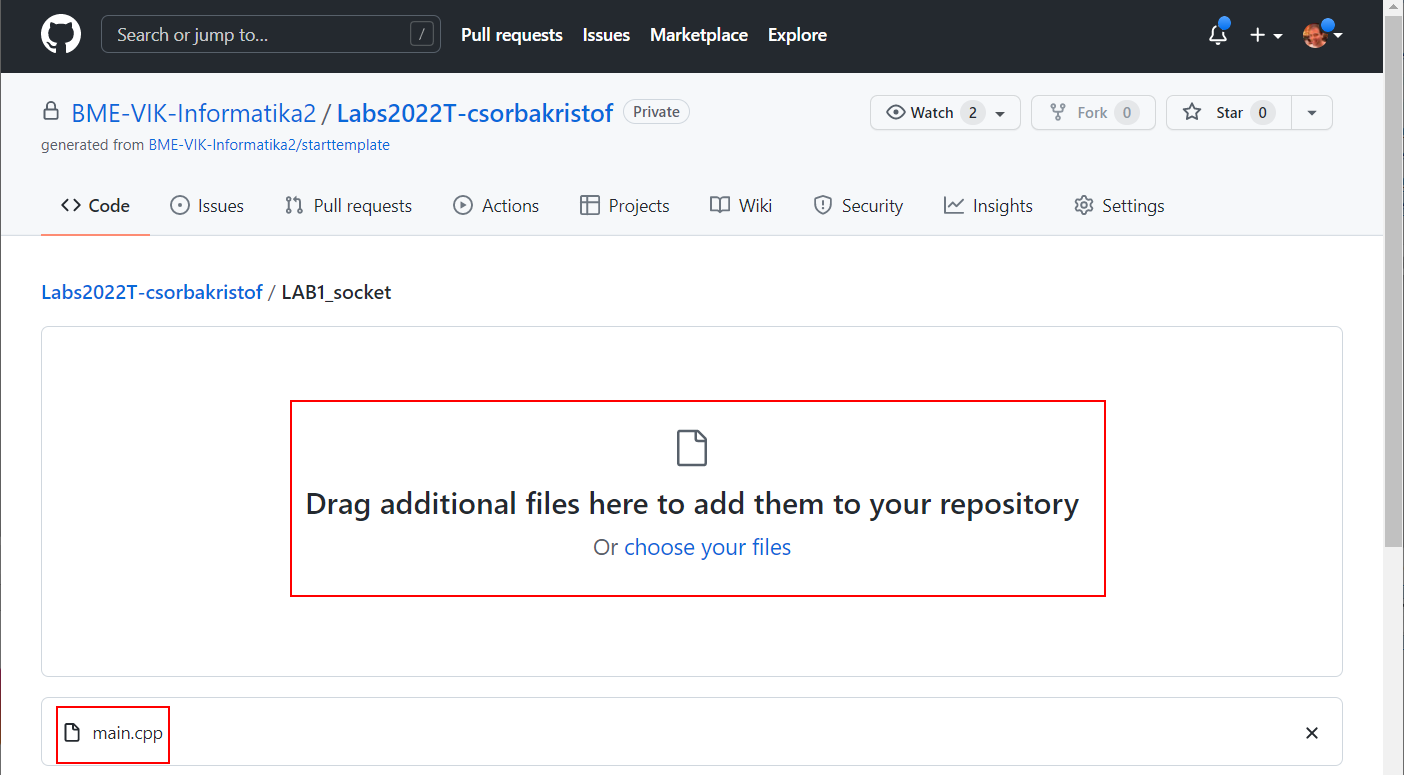 Search or jump to... /
Pull requests Issues Marketplace Explore
BME-VIK-Informatika2 / Labs2022T-csorbakristof Private
Watch 2 Fork 0 Star 0
generated from BME-VIK-Informatika2/starttemplate
Code Issues Pull requests Actions Projects Wiki Security Insights Settings
Labs2022T-csorbakristof / LAB1_socket
Drag additional files here to add them to your repository
Or choose your files
main.cpp